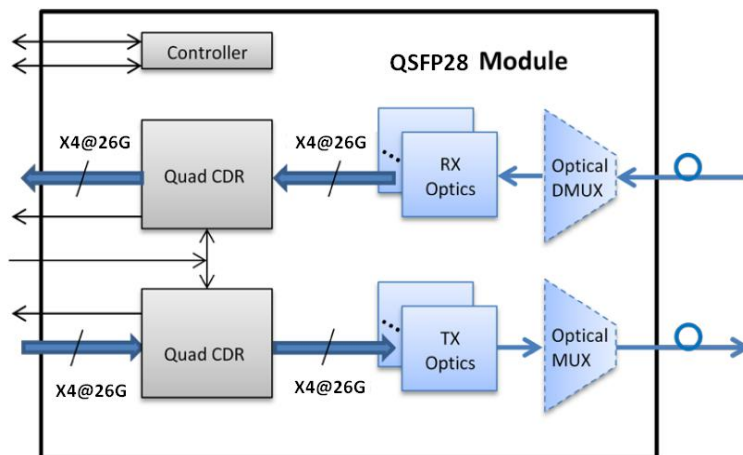 Controller
QSFP28 Module
X4@26G
X4@26G
Quad CDR
RX
Optics
Optical
DMUX
Quad CDR
TX
Optics
Optical
MUX
X4@26G
X4@26G